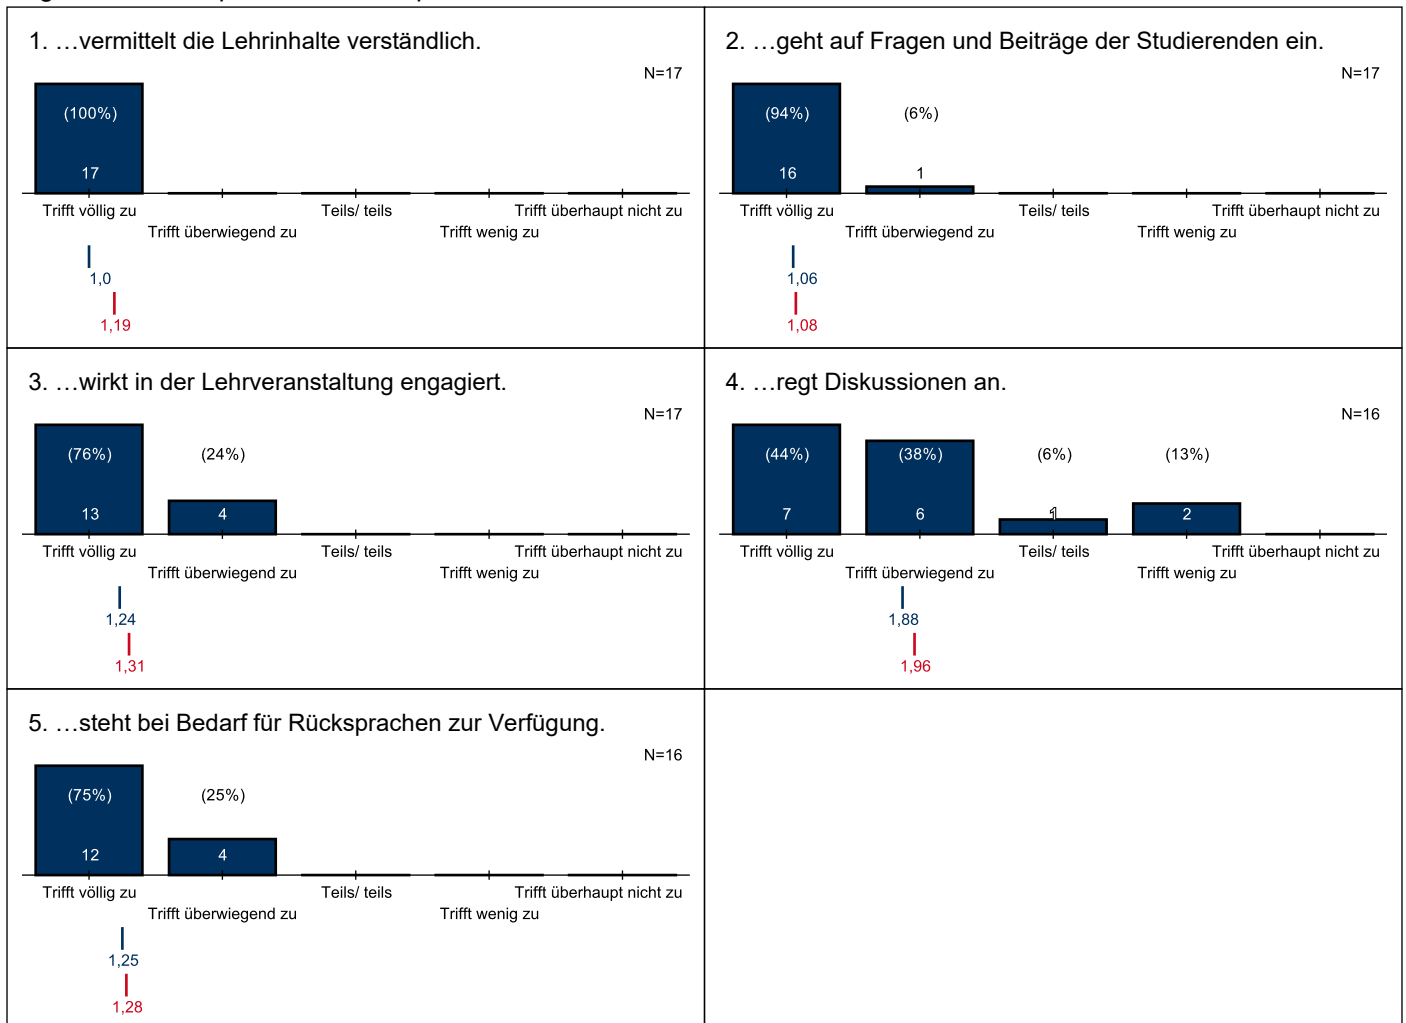 1. …vermittelt die Lehrinhalte verständlich.
N=17
(100%)
17
Trifft völlig zu
Trifft überwiegend zu
Teils/ teils
Trifft wenig zu
Trifft überhaupt nicht zu
1,0
1,19
2. …geht auf Fragen und Beiträge der Studierenden ein.
N=17
(94%) (6%)
16 1
Trifft völlig zu
Trifft überwiegend zu
Teils/ teils
Trifft wenig zu
Trifft überhaupt nicht zu
1,06
1,08
3. …wirkt in der Lehrveranstaltung engagiert.
N=17
(76%) (24%)
13 4
Trifft völlig zu
Trifft überwiegend zu
Teils/ teils
Trifft wenig zu
Trifft überhaupt nicht zu
1,24
1,31
4. …regt Diskussionen an.
N=16
(44%) (38%) (6%) (13%)
7 6 1 2
Trifft völlig zu
Trifft überwiegend zu
Teils/ teils
Trifft wenig zu
Trifft überhaupt nicht zu
1,88
1,96
5. …steht bei Bedarf für Rücksprachen zur Verfügung.
N=16
(75%) (25%)
12 4
Trifft völlig zu
Trifft überwiegend zu
Teils/ teils
Trifft wenig zu
Trifft überhaupt nicht zu
1,25
1,28